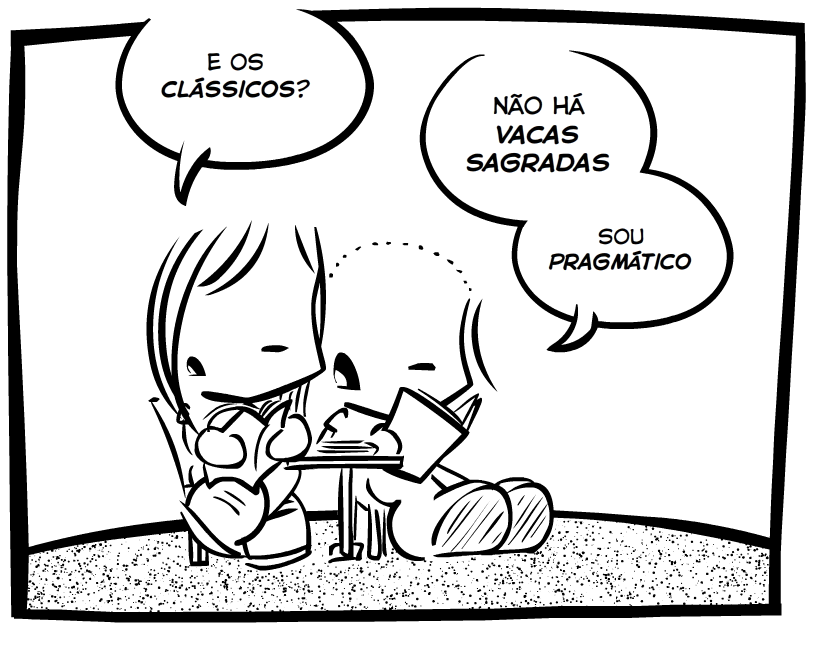 E OS
CLÁSSICOS?
NÃO HÁ
VACAS
SAGRADAS
SOU
PRAGMÁTICO